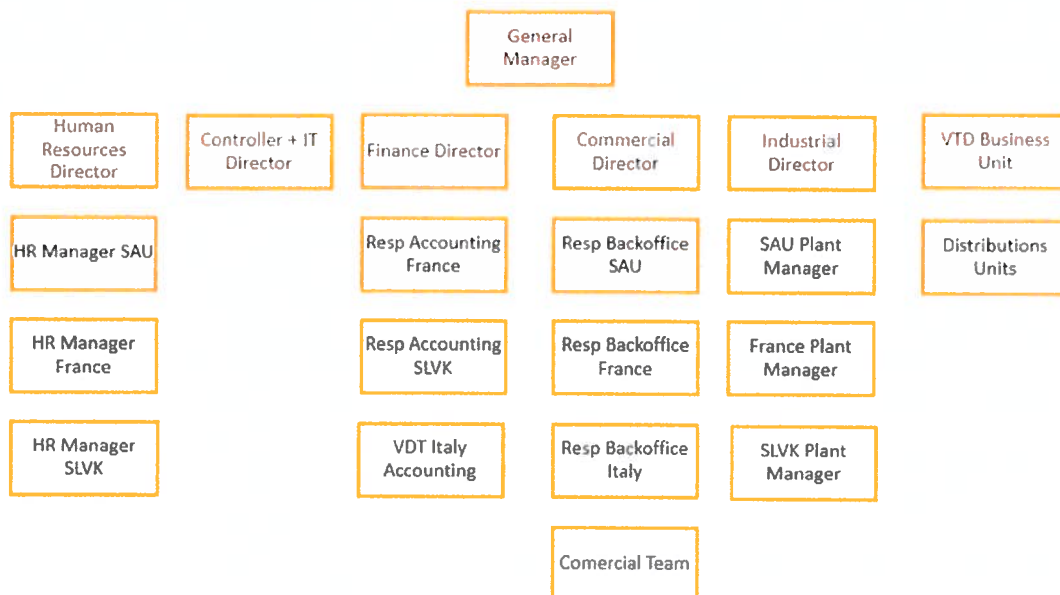 General
Manager
Human
Resources
Director
Controller + IT
Director
Finance Director
Commercial
Director
Industrial
Director
VTD Business
Unit
HR Manager SAU
Resp Accounting
France
Resp Backoffice
SAU
SAU Plant
Manager
Distributions
Units
HR Manager
France
Resp Accounting
SLVK
Resp Backoffice
France
France Plant
Manager
HR Manager
SLVK
VDT Italy
Accounting
Resp Backoffice
Italy
SLVK Plant
Manager
Comercial Team